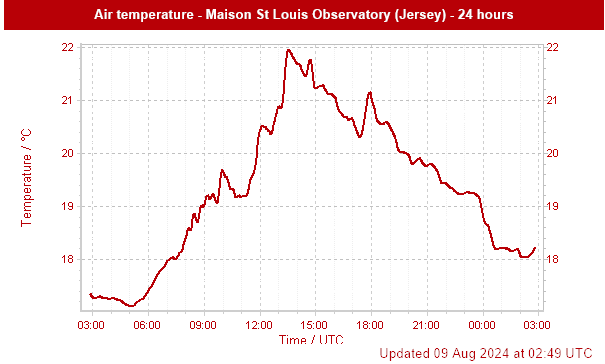 Air temperature - Maison St Louis Observatory (Jersey) - 24 hours
22 22
21 21
20 20
19 19
18 18
Temperature / °C
03:00 06:00 09:00 12:00 15:00 18:00 21:00 00:00 03:00
Time / UTC
Updated 09 Aug 2024 at 02:49 UTC